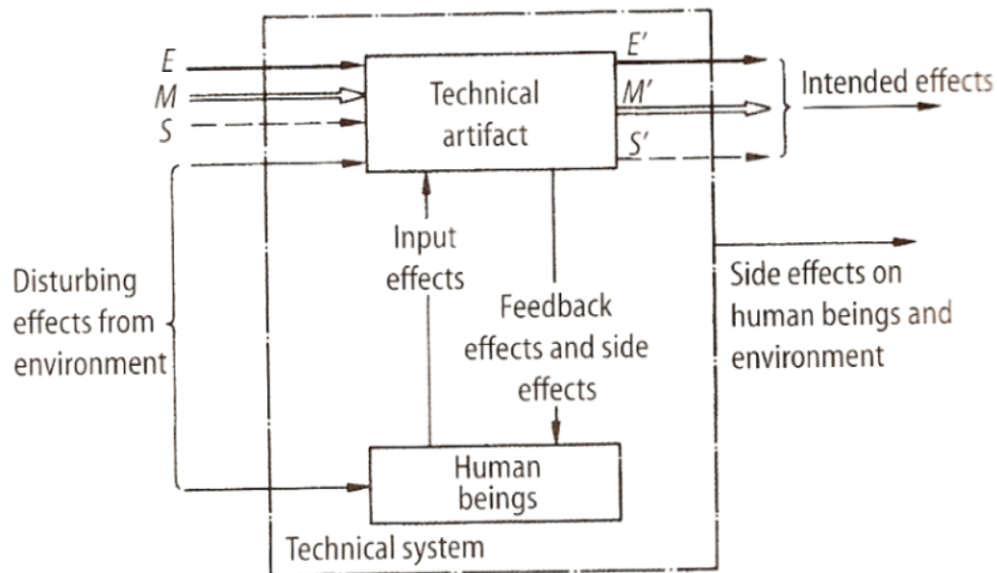 E
M
S
E′
M′
S′
Technical
artifact
Intended effects
Input
effects
Feedback
effects and side
effects
Disturbing
effects from
environment
Side effects on
human beings and
environment
Human
beings
Technical system